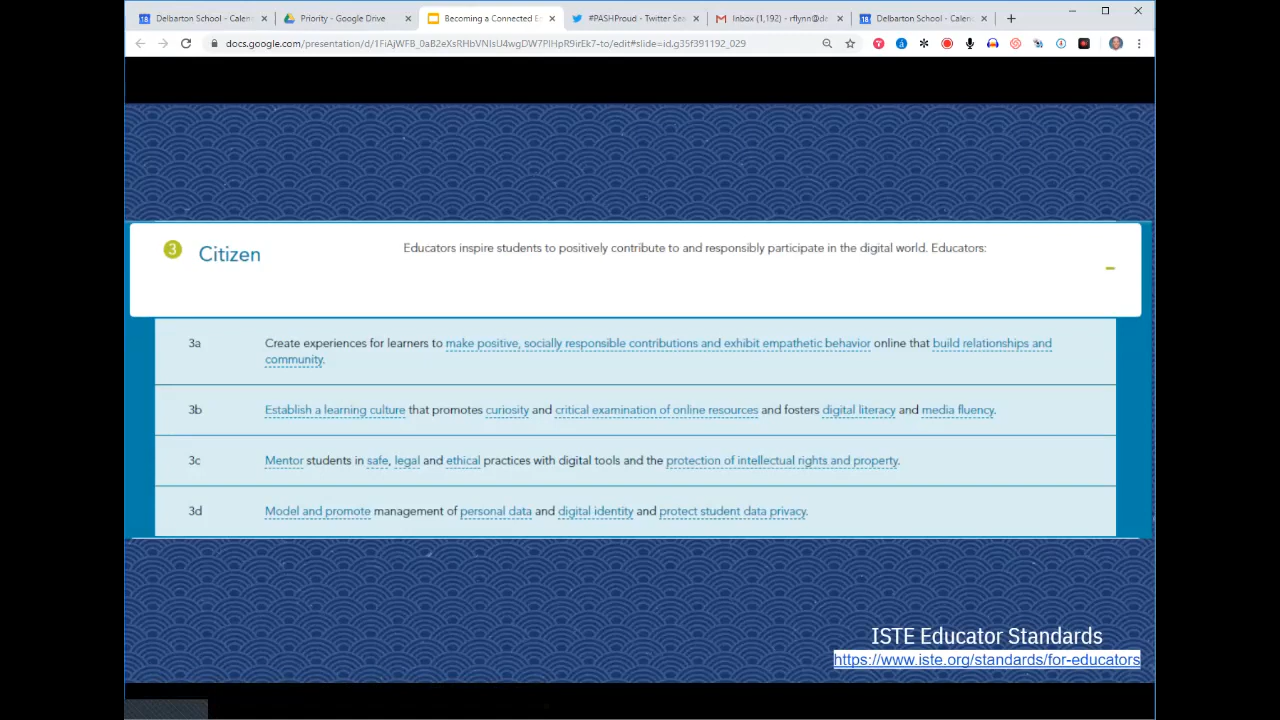 Delbarton School - Calen
Priority - Google Drive
Becoming a Connected E
#PASHProud - Twitter Sea
Inbox (1,192) - rflynn@de
Delbarton School - Calen
docs.google.com/presentation/d/1FiAjWFB_0aB2eXsRHbVNIsU4wgDW7PlHpR9irEk7-to/edit#slide=id.g35f391192_029
3 Citizen
Educators inspire students to positively contribute to and responsibly participate in the digital world. Educators:
3a Create experiences for learners to make positive, socially responsible contributions and exhibit empathetic behavior online that build relationships and
community.
3b Establish a learning culture that promotes curiosity and critical examination of online resources and fosters digital literacy and media fluency.
3c Mentor students in safe, legal and ethical practices with digital tools and the protection of intellectual rights and property.
3d Model and promote management of personal data and digital identity and protect student data privacy.
ISTE Educator Standards
https://www.iste.org/standards/for-educators